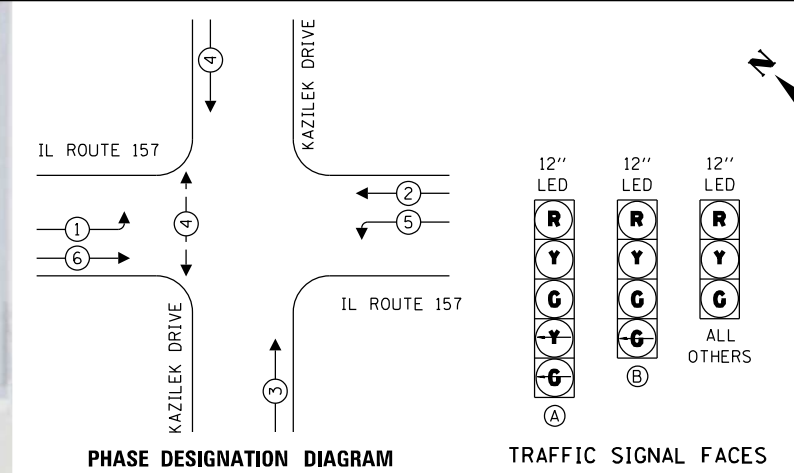 KAZILEK DRIVE
4
N
IL ROUTE 157
12" LED
12" LED
12" LED
R
Y
G
Y
G
R
Y
G
G
R
Y
G
2
1
4
5
6
IL ROUTE 157
ALL
OTHERS
B
KAZILEK DRIVE
3
A
PHASE DESIGNATION DIAGRAM
TRAFFIC SIGNAL FACES